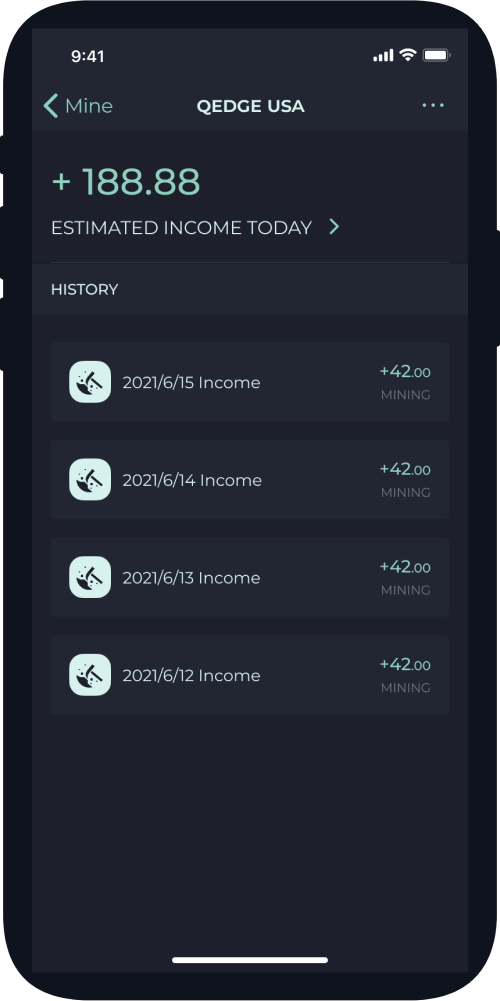 9:41
Mine
QEDGE USA
+ 188.88
ESTIMATED INCOME TODAY
HISTORY
2021/6/15 Income
+42.00
MINING
2021/6/14 Income
+42.00
MINING
2021/6/13 Income
+42.00
MINING
2021/6/12 Income
+42.00
MINING